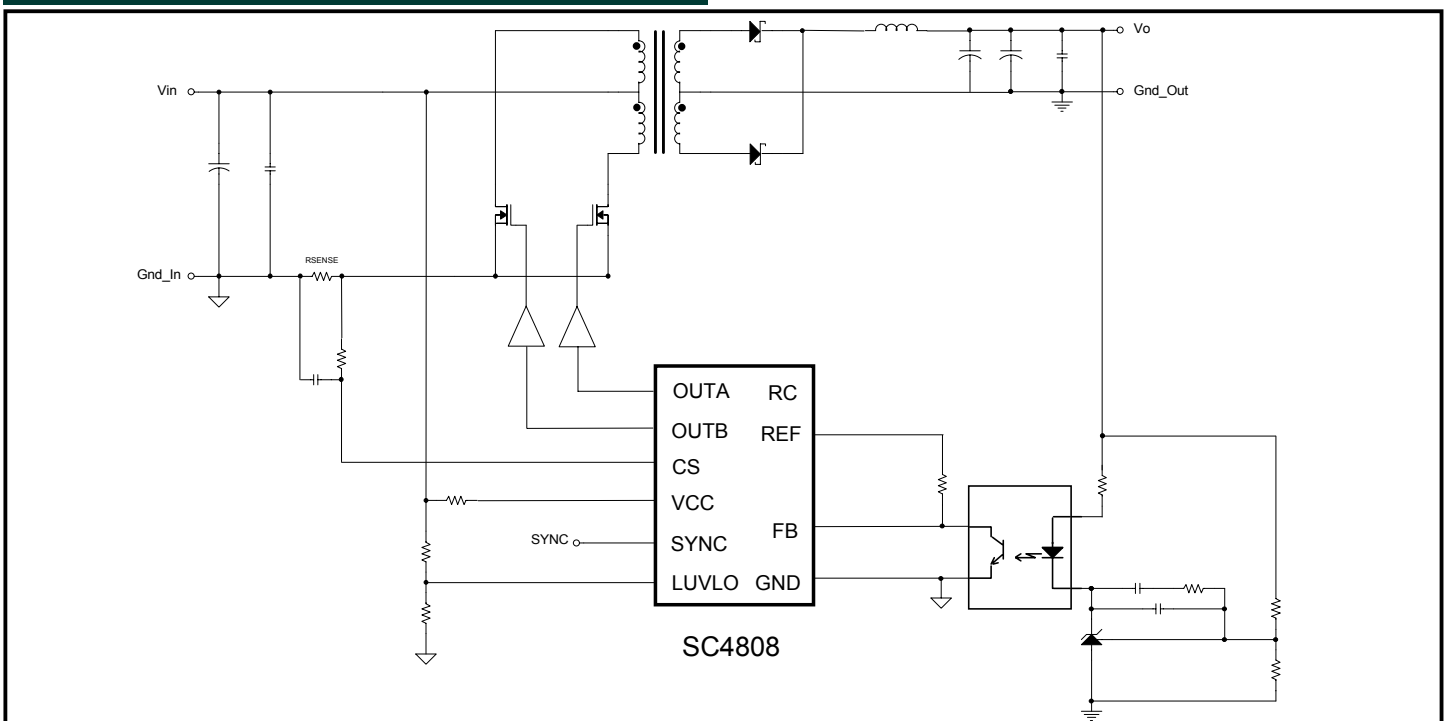 Vo
Vin
Gnd_Out
Gnd_In
RSENSE
OUTA
RC
OUTB
REF
CS
VCC
FB
SYNC
SYNC
LUVLO
GND
SC4808